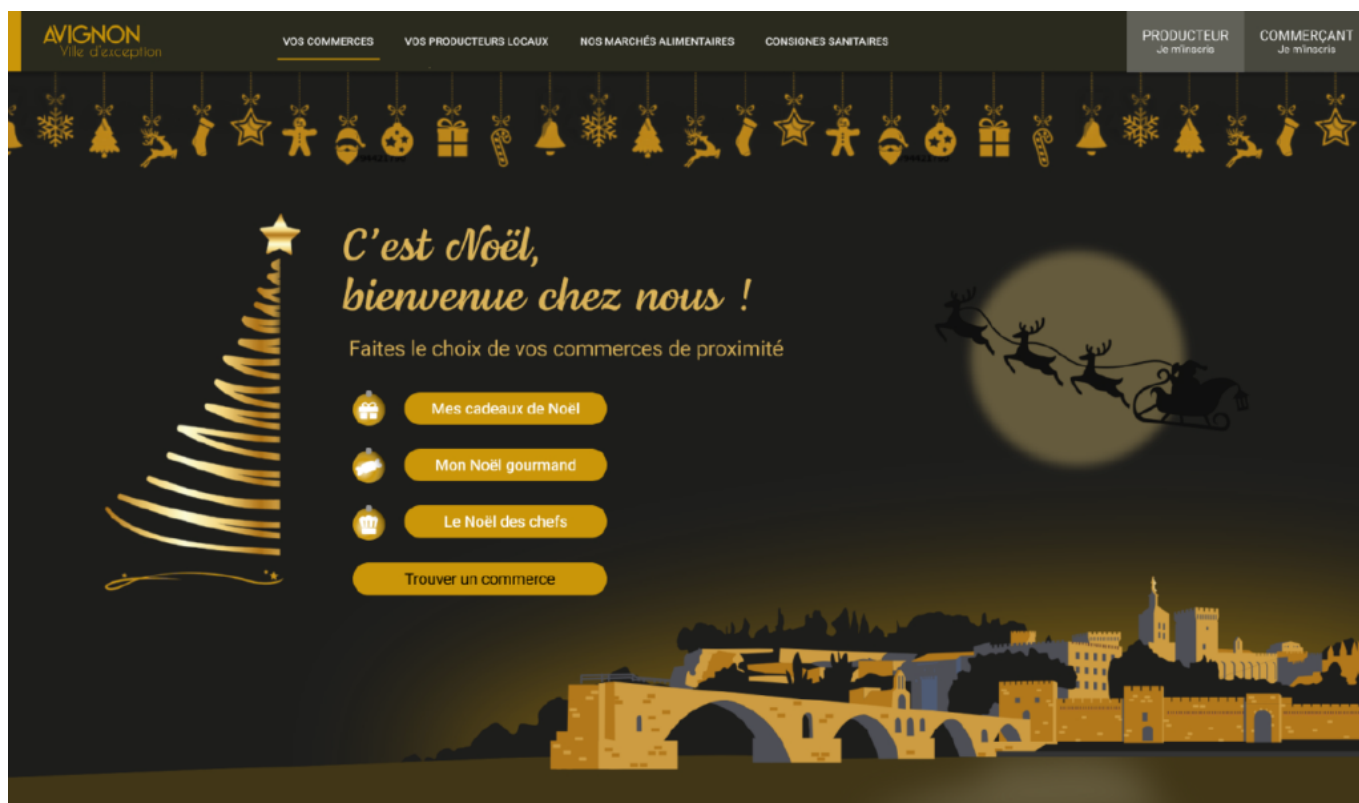 AVIGNON
Ville d'exception
VOS COMMERCES
VOS PRODUCTEURS LOCAUX
NOS MARCHÉS ALIMENTAIRES
CONSIGNES SANITAIRES
PRODUCTEUR
Je m'inscris
COMMERÇANT
Je m'inscris
C'est Noël,
bienvenue chez nous !
Faites le choix de vos commerces de proximité
Mes cadeaux de Noël
Mon Noël gourmand
Le Noël des chefs
Trouver un commerce